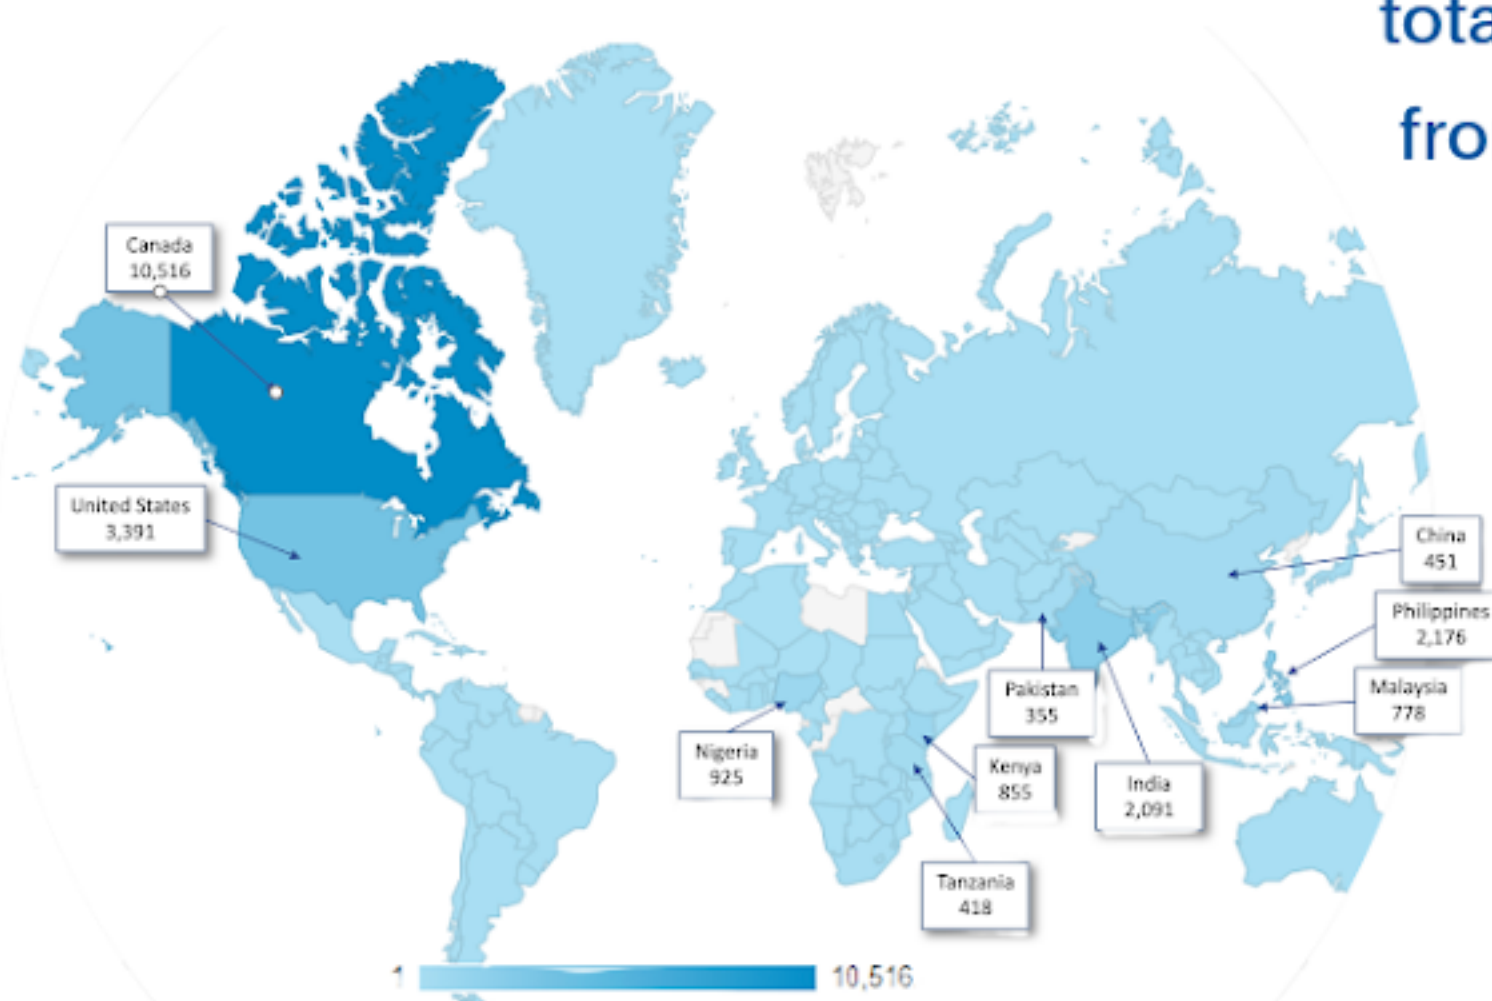 tota
fro
Canada
10,516
United States
3,391
China
451
Philippines
2,176
Malaysia
778
Pakistan
355
Nigeria
925
Kenya
855
India
2,091
Tanzania
418
1
10,516